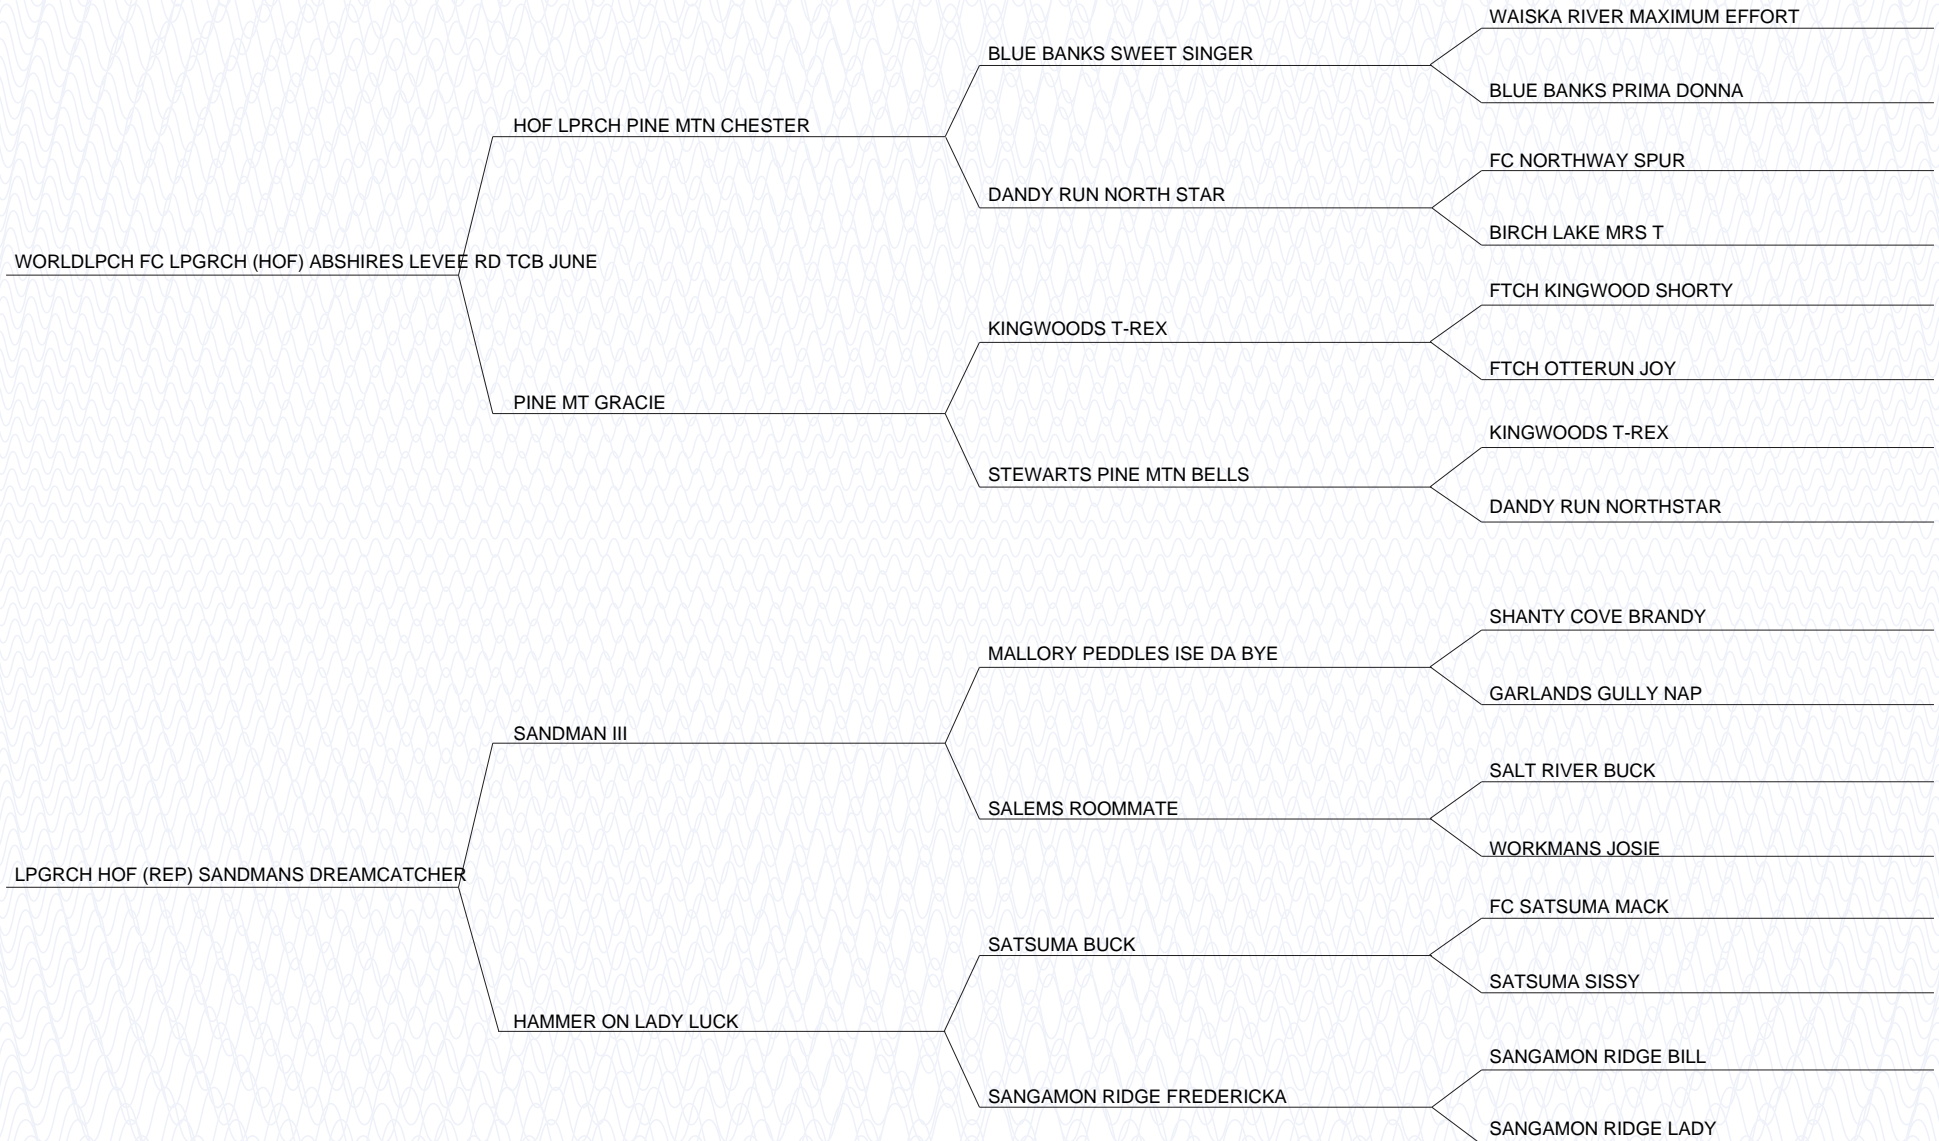 WAISKA RIVER MAXIMUM EFFORT
BLUE BANKS SWEET SINGER
BLUE BANKS PRIMA DONNA
HOF LPRCH PINE MTN CHESTER
FC NORTHWAY SPUR
DANDY RUN NORTH STAR
BIRCH LAKE MRS T
WORLDLPCH FC LPGRCH (HOF) ABSHIRES LEVEE RD TCB JUNE
FTCH KINGWOOD SHORTY
KINGWOODS T-REX
FTCH OTTERUN JOY
PINE MT GRACIE
KINGWOODS T-REX
STEWARTS PINE MTN BELLS
DANDY RUN NORTHSTAR
SHANTY COVE BRANDY
MALLORY PEDDLES ISE DA BYE
GARLANDS GULLY NAP
SANDMAN III
SALT RIVER BUCK
SALEMS ROOMMATE
WORKMANS JOSIE
LPGRCH HOF (REP) SANDMANS DREAMCATCHER
FC SATSUMA MACK
SATSUMA BUCK
SATSUMA SISSY
HAMMER ON LADY LUCK
SANGAMON RIDGE BILL
SANGAMON RIDGE FREDERICKA
SANGAMON RIDGE LADY